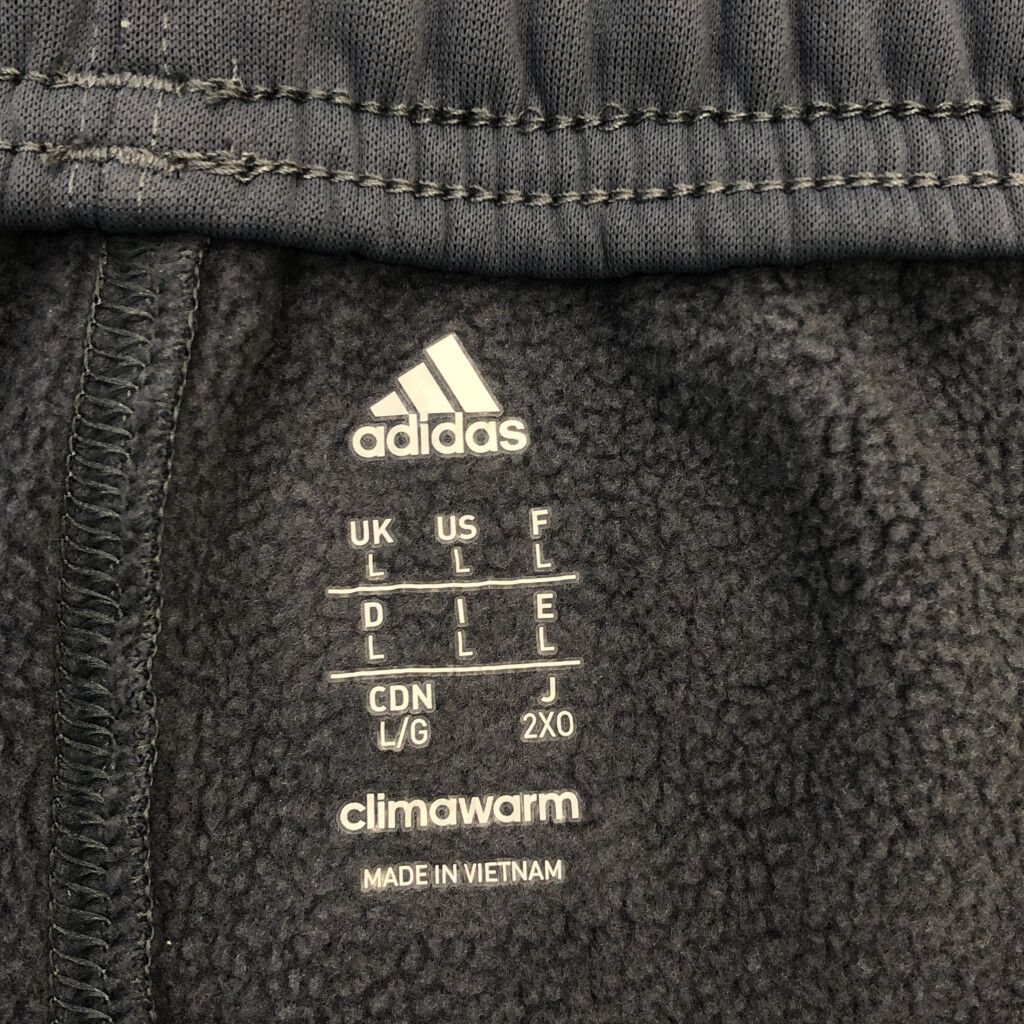 adidas
UK US F
L L L
D I E
L L L
CDN J
L/G 2XO
climawarm
MADE IN VIETNAM